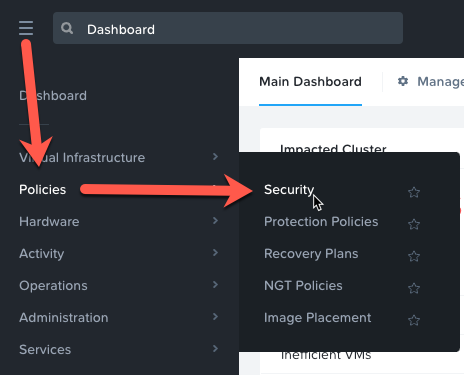 Dashboard
Main Dashboard
Manage
Dashboard
Virtual Infrastructure
Impacted Cluster
Policies
Security
Hardware
Protection Policies
Activity
Recovery Plans
Operations
NGT Policies
Administration
Image Placement
Services
Inefficient VMs